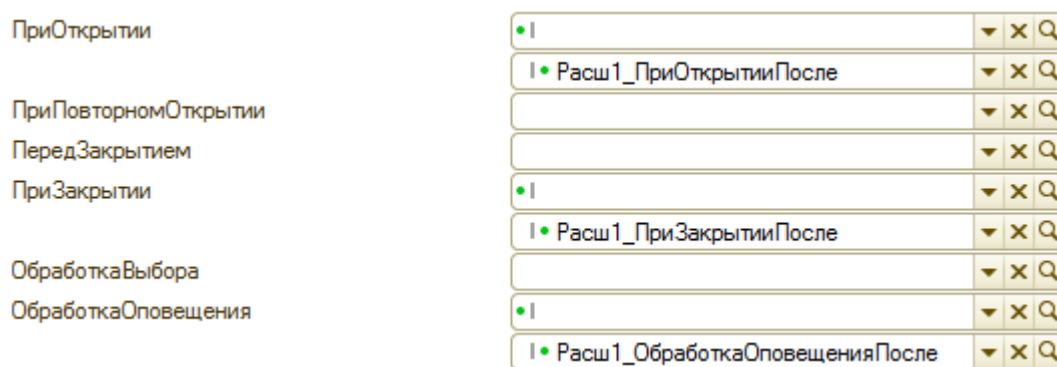 ПриОткрытии
Расш1_ПриОткрытииПосле
ПриПовторномОткрытии
ПередЗакрытием
ПриЗакрытии
Расш1_ПриЗакрытииПосле
ОбработкаВыбора
ОбработкаОповещения
Расш1_ОбработкаОповещенияПосле